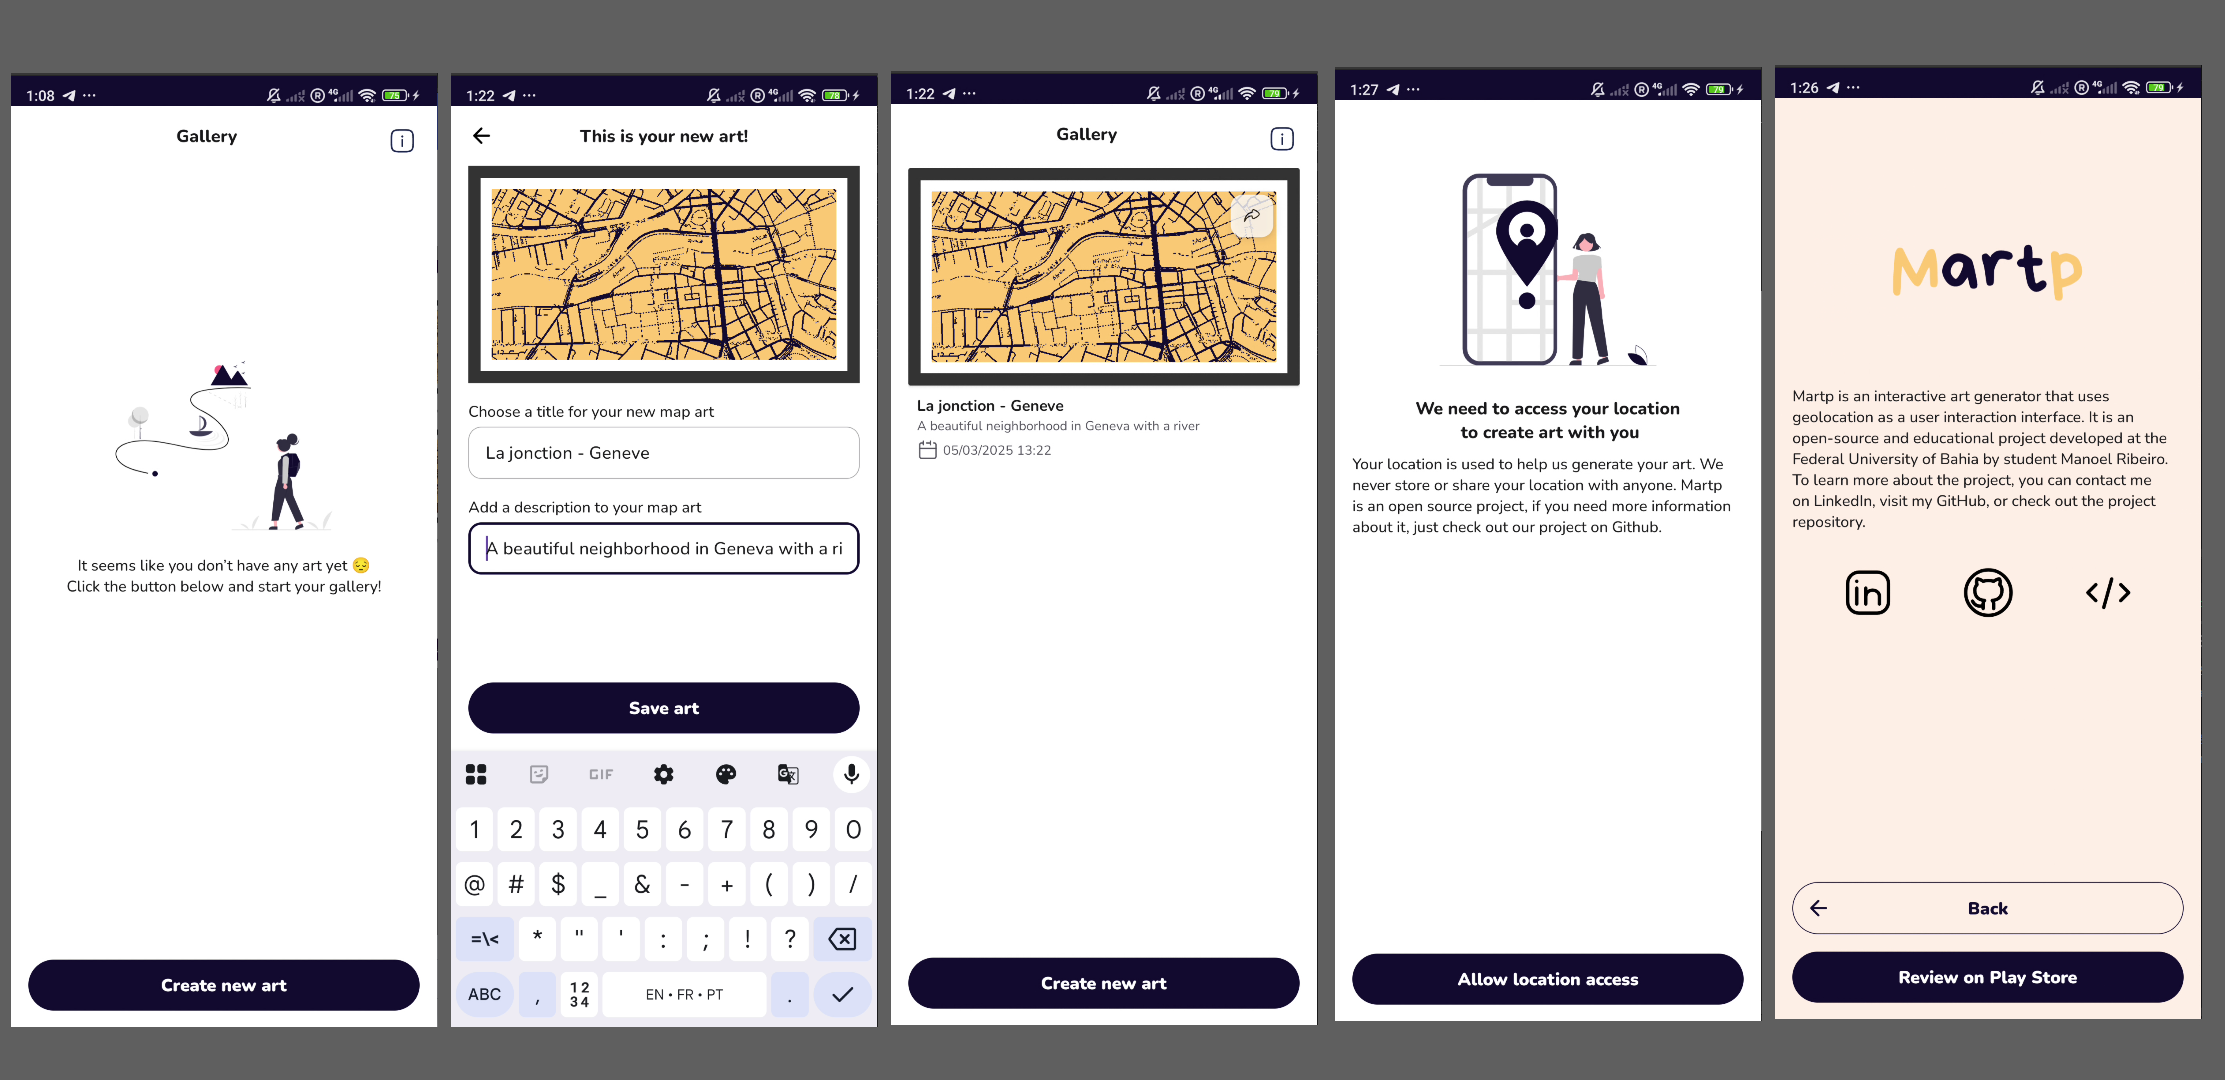 1:08
4G
75
Gallery
It seems like you don't have any art yet 😔
Click the button below and start your gallery!
Create new art
1:22
4G
78
This is your new art!
Choose a title for your new map art
La jonction - Geneve
Add a description to your map art
A beautiful neighborhood in Geneva with a ri
Save art
GIF
1 2 3 4 5 6 7 8 9 0
@ # $ _ & - + ( ) /
=\< * " ' : ; ! ?
ABC , 12 34 EN • FR • PT .
1:22
4G
79
Gallery
La jonction - Geneve
A beautiful neighborhood in Geneva with a river
05/03/2025 13:22
Create new art
1:27
4G
79
We need to access your location
to create art with you
Your location is used to help us generate your art. We
never store or share your location with anyone. Martp
is an open source project, if you need more information
about it, just check out our project on Github.
Allow location access
1:26
4G
79
Martp
Martp is an interactive art generator that uses
geolocation as a user interaction interface. It is an
open-source and educational project developed at the
Federal University of Bahia by student Manoel Ribeiro.
To learn more about the project, you can contact me
on LinkedIn, visit my GitHub, or check out the project
repository.
in
</>
Back
Review on Play Store